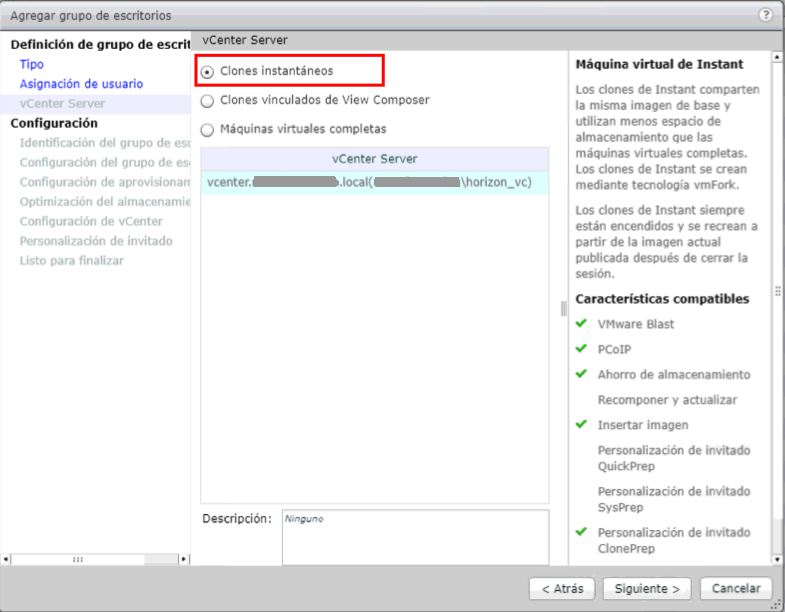 Agregar grupo de escritorios
?
Definición de grupo de escrit
Tipo
Asignación de usuario
vCenter Server
Configuración
Identificación del grupo de esc
Configuración del grupo de es
Configuración de aprovisionam
Optimización del almacenamie
Configuración de vCenter
Personalización de invitado
Listo para finalizar
vCenter Server
Clones instantáneos
Clones vinculados de View Composer
Máquinas virtuales completas
vCenter Server
vcenter. .local( \horizon_vc)
Descripción:
Ninguno
Máquina virtual de Instant
Los clones de Instant comparten
la misma imagen de base y
utilizan menos espacio de
almacenamiento que las
máquinas virtuales completas.
Los clones de Instant se crean
mediante tecnología vmFork.
Los clones de Instant siempre
están encendidos y se recrean a
partir de la imagen actual
publicada después de cerrar la
sesión.
Características compatibles
VMware Blast
PCoIP
Ahorro de almacenamiento
Recomponer y actualizar
Insertar imagen
Personalización de invitado
QuickPrep
Personalización de invitado
SysPrep
Personalización de invitado
ClonePrep
< Atrás
Siguiente >
Cancelar